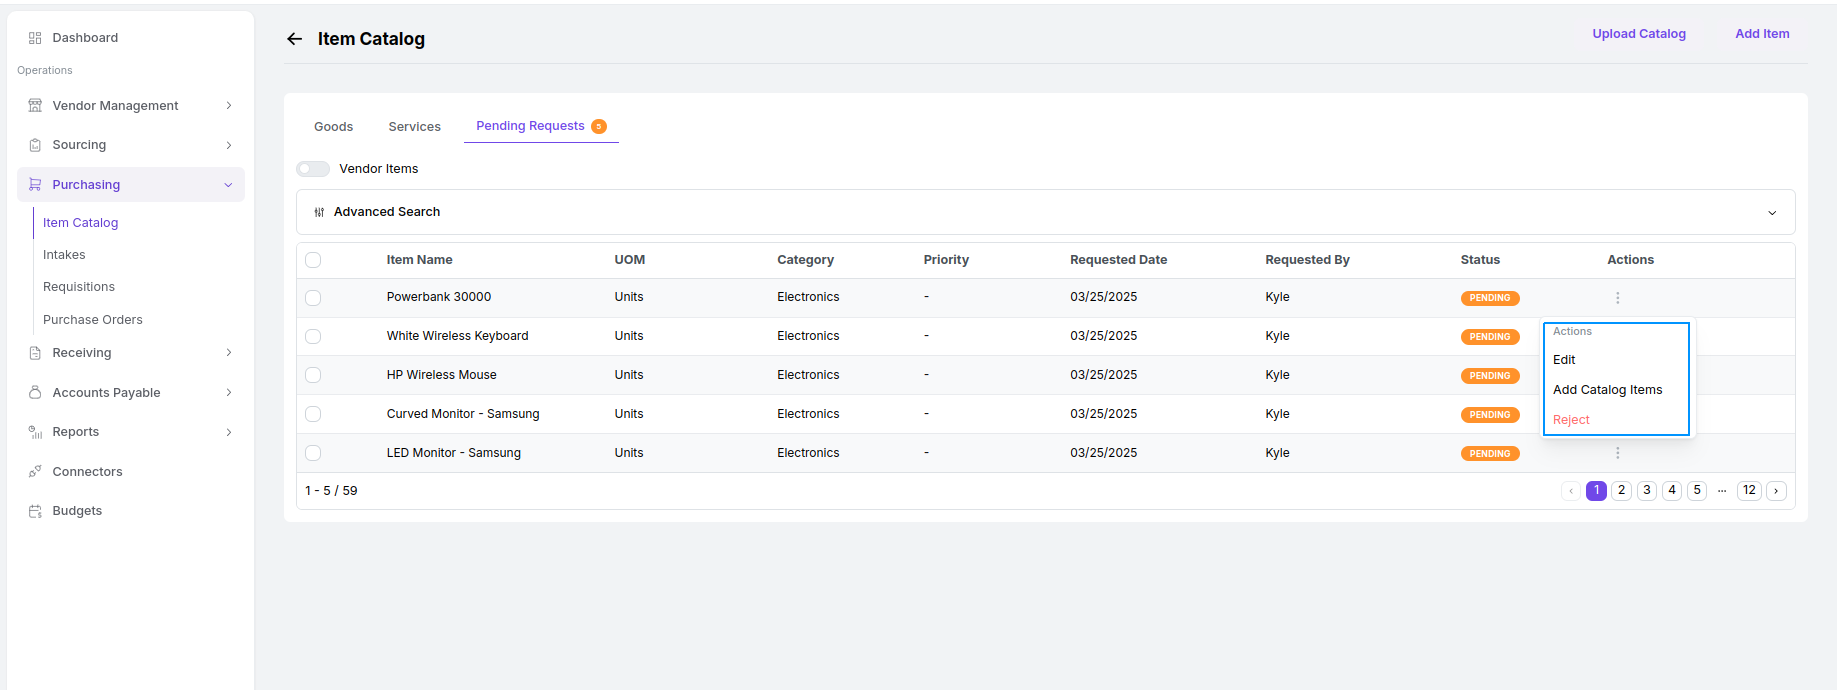 Dashboard
Operations
Vendor Management
Sourcing
Purchasing
Item Catalog
Intakes
Requisitions
Purchase Orders
Receiving
Accounts Payable
Reports
Connectors
Budgets
Item Catalog
Upload Catalog Add Item
Goods Services Pending Requests 5
Vendor Items
Advanced Search
Item Name UOM Category Priority Requested Date Requested By Status Actions
Powerbank 30000 Units Electronics - 03/25/2025 Kyle PENDING
White Wireless Keyboard Units Electronics - 03/25/2025 Kyle PENDING
HP Wireless Mouse Units Electronics - 03/25/2025 Kyle PENDING
Curved Monitor - Samsung Units Electronics - 03/25/2025 Kyle PENDING
LED Monitor - Samsung Units Electronics - 03/25/2025 Kyle PENDING
Actions
Edit
Add Catalog Items
Reject
1 - 5 / 59 ‹ 1 2 3 4 5 ··· 12 ›